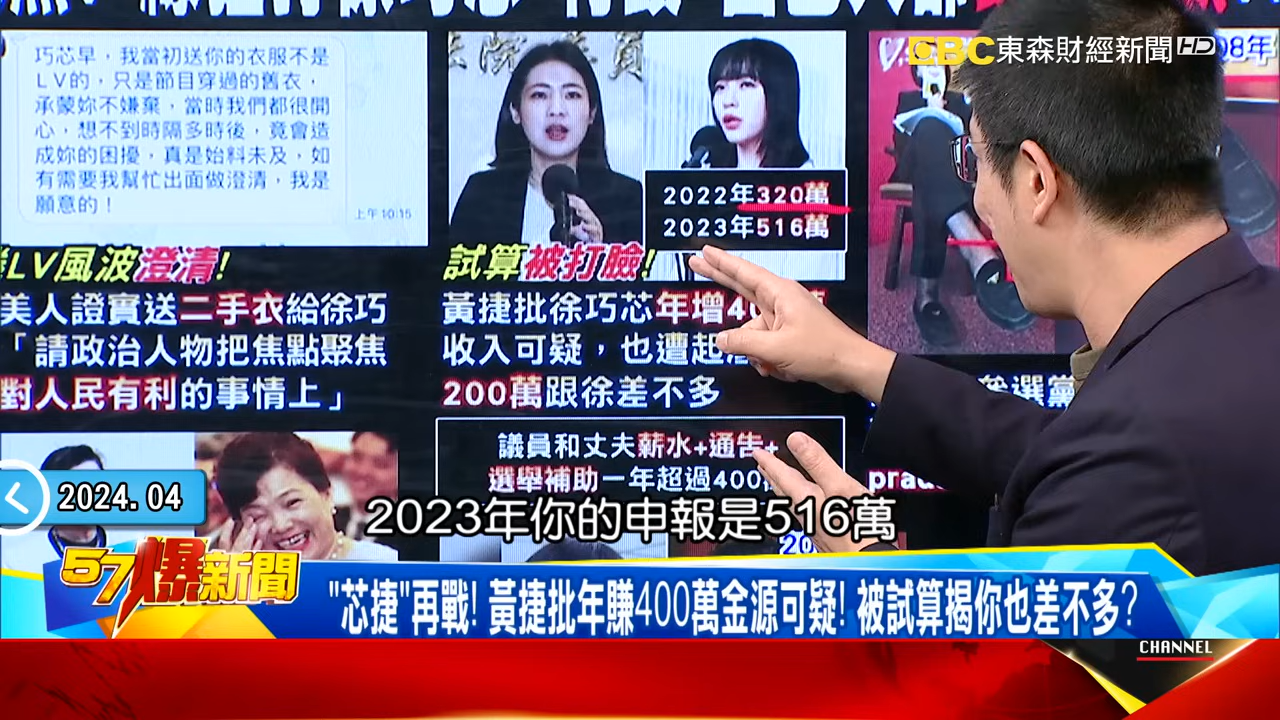 EBC 東森財經新聞 HD
巧芯早，我當初送你的衣服不是
LV的，只是節目穿過的舊衣，
承蒙妳不嫌棄，當時我們都很開
心，想不到時隔多時後，竟會造
成妳的困擾，真是始料未及，如
有需要我幫忙出面做澄清，我是
願意的！
上午10:15
LV風波澄清!
美人證實送二手衣給徐巧
「請政治人物把焦點聚焦
對人民有利的事情上」
2022年320萬
2023年516萬
試算被打臉!
黃捷批徐巧芯年增40
收入可疑，也遭起
200萬跟徐差不多
議員和丈夫薪水+通告+
選舉補助一年超過400
08年
參選黨
2023年你的申報是516萬
2024.04
57爆新聞
"芯捷"再戰! 黃捷批年賺400萬金源可疑! 被試算揭你也差不多?
CHANNEL